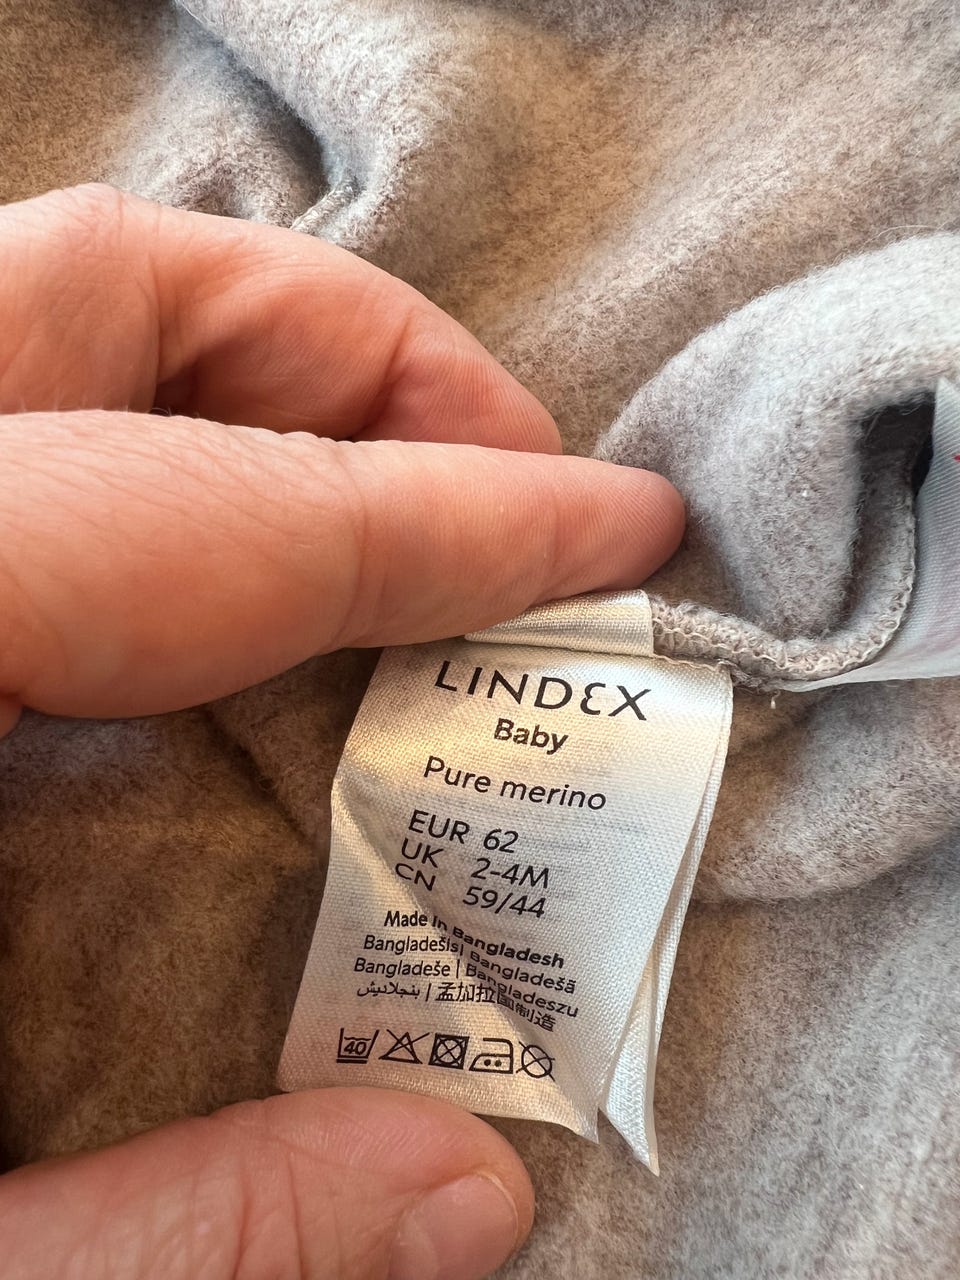 LINDEX
Baby
Pure merino
EUR 62
UK 2-4M
CN 59/44
Made in Bangladesh
Bangladešis| Bangladešā
Bangladeše | Bangladeszu
بنجلاديش | 孟加拉国制造
40